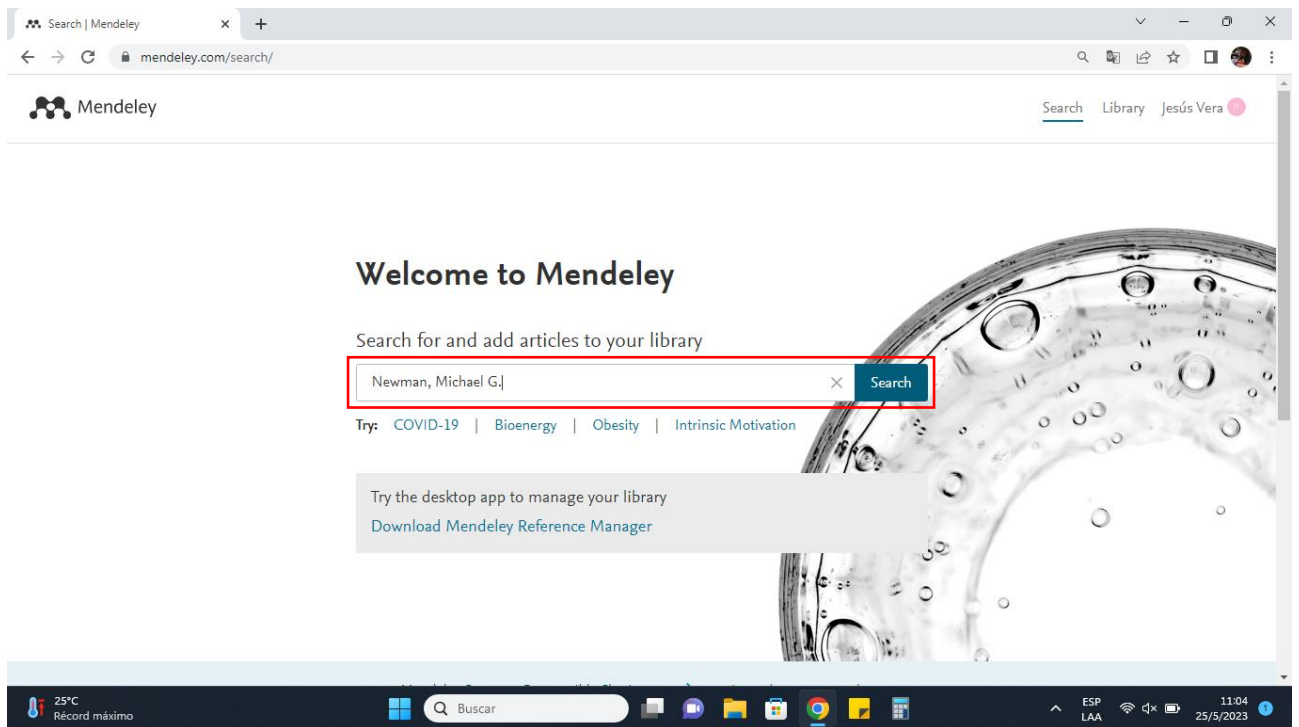 Search | Mendeley
mendeley.com/search/
Mendeley
Search Library Jesús Vera
Welcome to Mendeley
Search for and add articles to your library
Newman, Michael G.
Search
Try: COVID-19 | Bioenergy | Obesity | Intrinsic Motivation
Try the desktop app to manage your library
Download Mendeley Reference Manager
25°C
Récord máximo
Buscar
ESP
LAA
11:04
25/5/2023
1